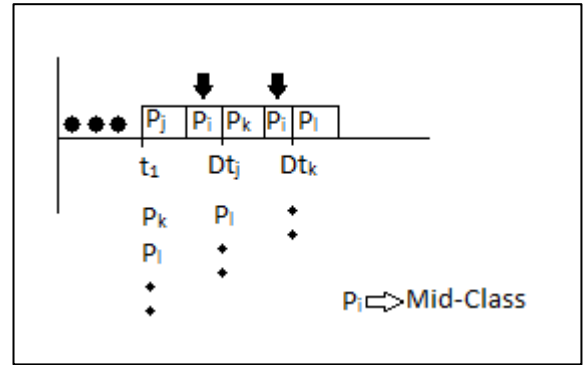 Pj Pi Pk Pi Pl
t1 Dtj Dtk
Pk Pl
Pl
Pi⇨Mid-Class